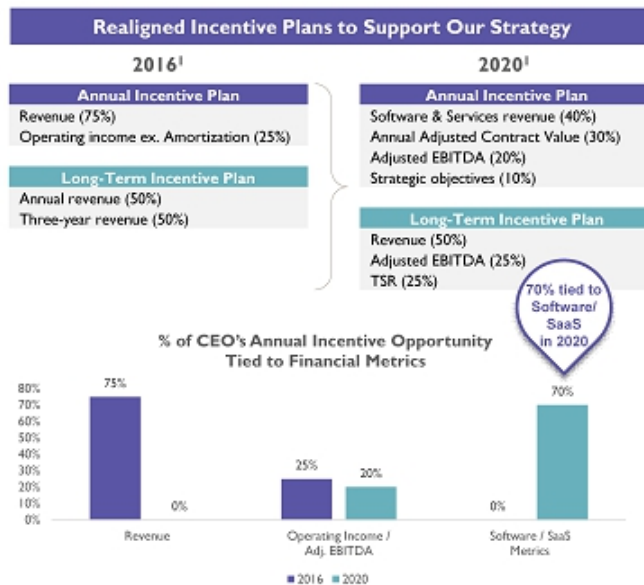 Realigned Incentive Plans to Support Our Strategy
2016¹
Annual Incentive Plan
Revenue (75%)
Operating income ex. Amortization (25%)
Long-Term Incentive Plan
Annual revenue (50%)
Three-year revenue (50%)
2020¹
Annual Incentive Plan
Software & Services revenue (40%)
Annual Adjusted Contract Value (30%)
Adjusted EBITDA (20%)
Strategic objectives (10%)
Long-Term Incentive Plan
Revenue (50%)
Adjusted EBITDA (25%)
TSR (25%)
70% tied to
Software/
SaaS
in 2020
% of CEO's Annual Incentive Opportunity
Tied to Financial Metrics
80%
70%
60%
50%
40%
30%
20%
10%
0%
75%
0%
25%
20%
0%
70%
Revenue
Operating Income /
Adj. EBITDA
Software / SaaS
Metrics
2016
2020